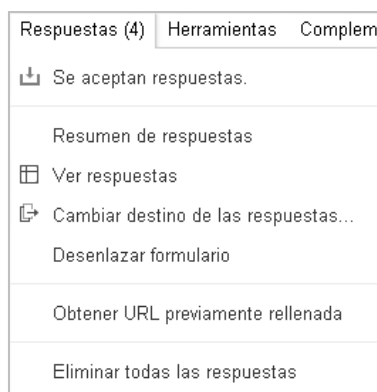 Respuestas (4) Herramientas Complem
Se aceptan respuestas.
Resumen de respuestas
Ver respuestas
Cambiar destino de las respuestas...
Desenlazar formulario
Obtener URL previamente rellenada
Eliminar todas las respuestas